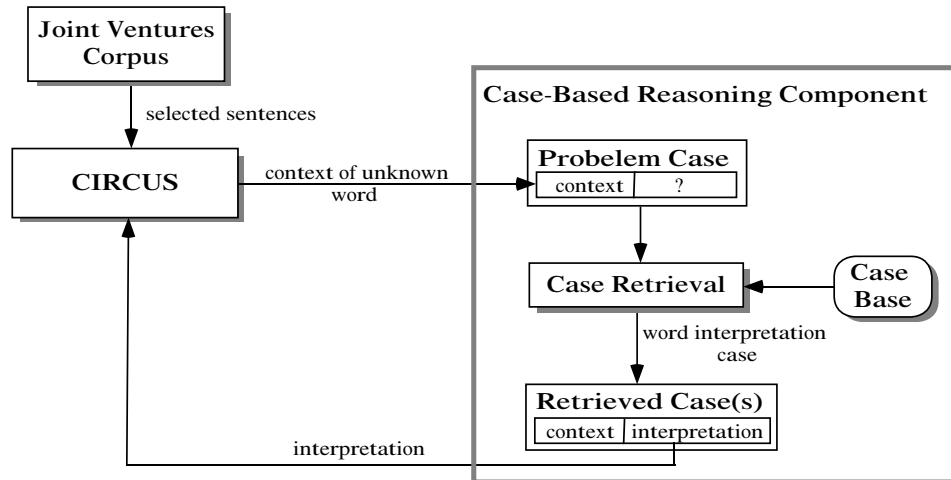 Joint Ventures
Corpus
selected sentences
CIRCUS
context of unknown
word
Case-Based Reasoning Component
Probelem Case
context ?
Case Retrieval
Case
Base
word interpretation
case
Retrieved Case(s)
context interpretation
interpretation